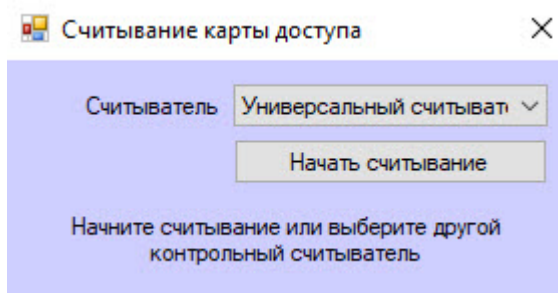 Считывание карты доступа
Считыватель Универсальный считыват
Начать считывание
Начните считывание или выберите другой
контрольный считыватель